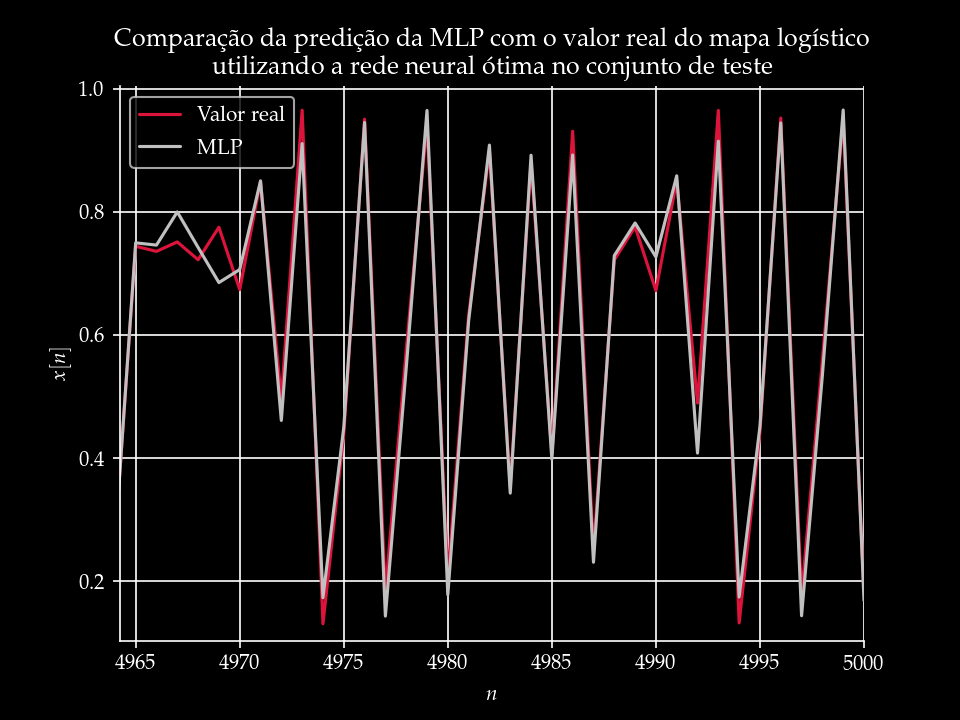 Comparação da predição da MLP com o valor real do mapa logístico
utilizando a rede neural ótima no conjunto de teste
1.0
Valor real
MLP
0.8
0.6
x[n]
0.4
0.2
4965 4970 4975 4980 4985 4990 4995 5000
n